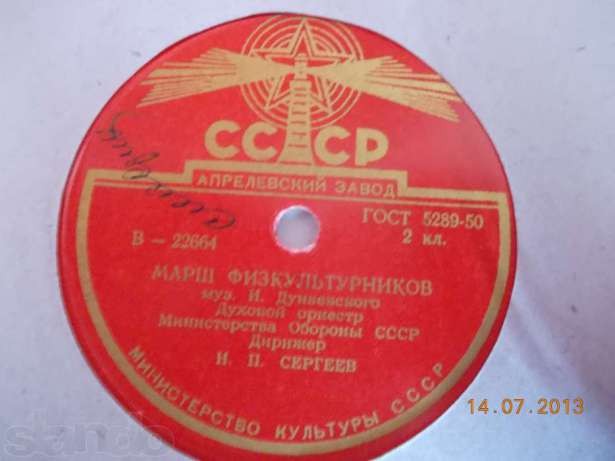 СССР
АПРЕЛЕВСКИЙ ЗАВОД
ГОСТ 5289-50
В — 22664
2 кл.
МАРШ ФИЗКУЛЬТУРНИКОВ
муз. И. Дунаевского
Духовой оркестр
Министерства Обороны СССР
Дирижер
И. П. СЕРГЕЕВ
МИНИСТЕРСТВО КУЛЬТУРЫ СССР
14.07.2013